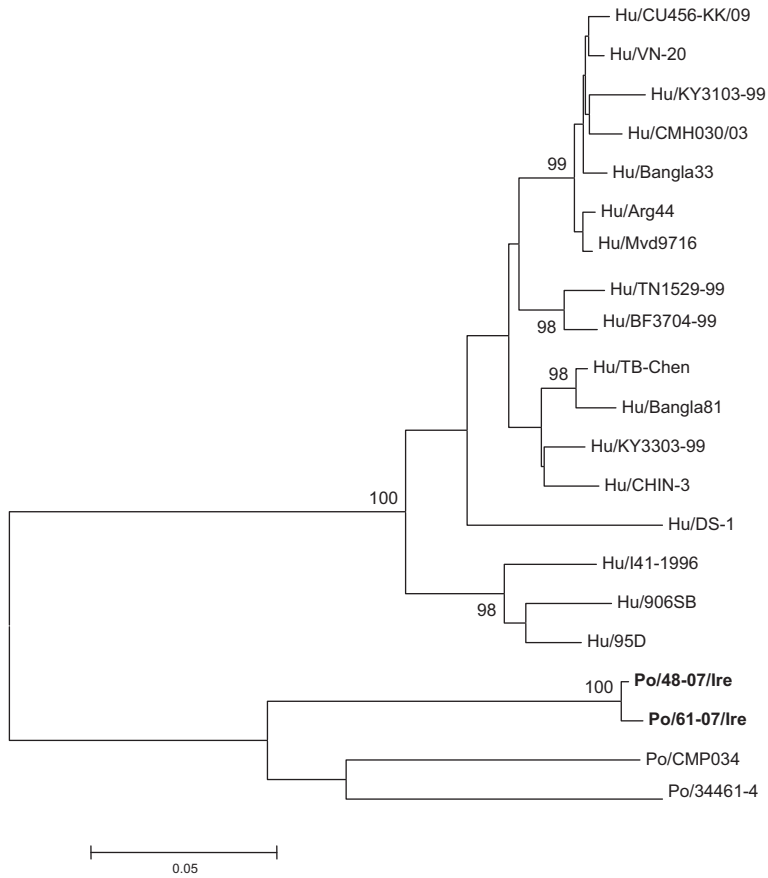 Hu/CU456-KK/09
Hu/VN-20
Hu/KY3103-99
Hu/CMH030/03
99
Hu/Bangla33
Hu/Arg44
Hu/Mvd9716
Hu/TN1529-99
98
Hu/BF3704-99
98
Hu/TB-Chen
Hu/Bangla81
Hu/KY3303-99
Hu/CHIN-3
100
Hu/DS-1
Hu/I41-1996
98
Hu/906SB
Hu/95D
100
Po/48-07/Ire
Po/61-07/Ire
Po/CMP034
Po/34461-4
0.05